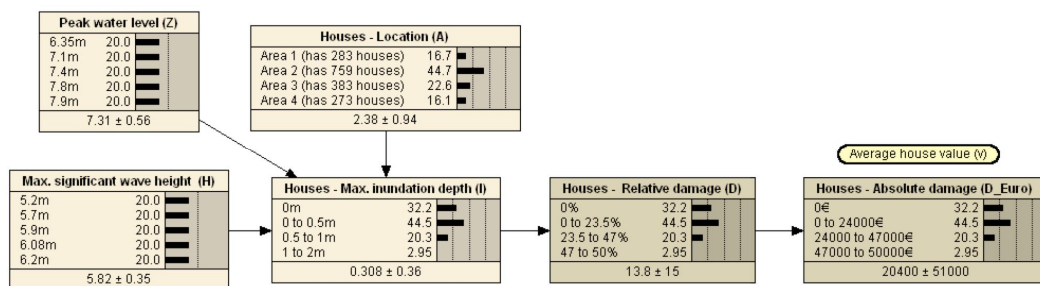 Peak water level (Z)
6.35m 20.0
7.1m 20.0
7.4m 20.0
7.8m 20.0
7.9m 20.0
7.31 ± 0.56
Houses - Location (A)
Area 1 (has 283 houses) 16.7
Area 2 (has 759 houses) 44.7
Area 3 (has 383 houses) 22.6
Area 4 (has 273 houses) 16.1
2.38 ± 0.94
Average house value (v)
Max. significant wave height (H)
5.2m 20.0
5.7m 20.0
5.9m 20.0
6.08m 20.0
6.2m 20.0
5.82 ± 0.35
Houses - Max. inundation depth (I)
0m 32.2
0 to 0.5m 44.5
0.5 to 1m 20.3
1 to 2m 2.95
0.308 ± 0.36
Houses - Relative damage (D)
0% 32.2
0 to 23.5% 44.5
23.5 to 47% 20.3
47 to 50% 2.95
13.8 ± 15
Houses - Absolute damage (D_Euro)
0€ 32.2
0 to 24000€ 44.5
24000 to 47000€ 20.3
47000 to 50000€ 2.95
20400 ± 51000